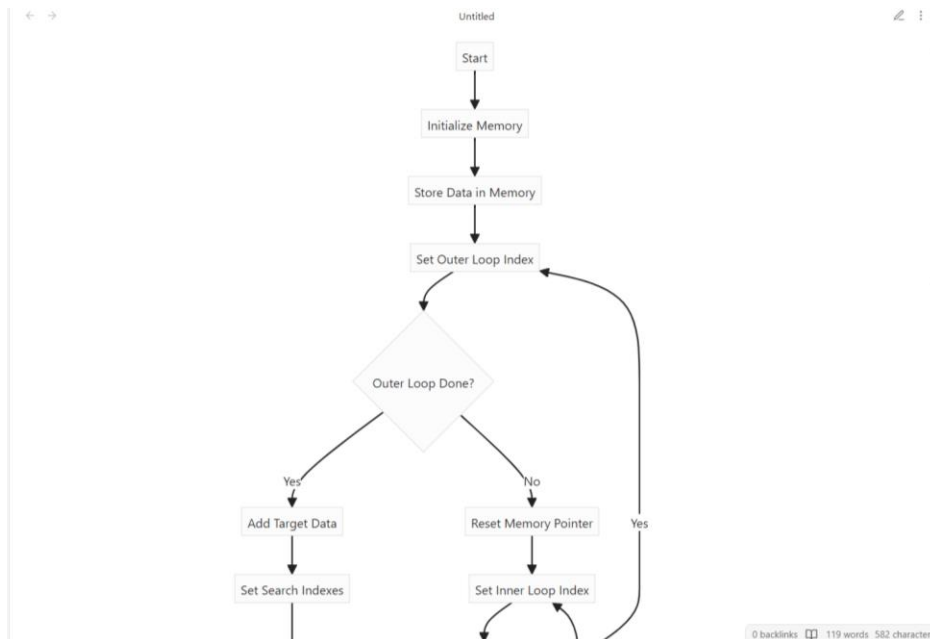 Untitled
Start
Initialize Memory
Store Data in Memory
Set Outer Loop Index
Outer Loop Done?
Yes
No
Add Target Data
Reset Memory Pointer
Yes
Set Search Indexes
Set Inner Loop Index
0 backlinks 119 words 582 character